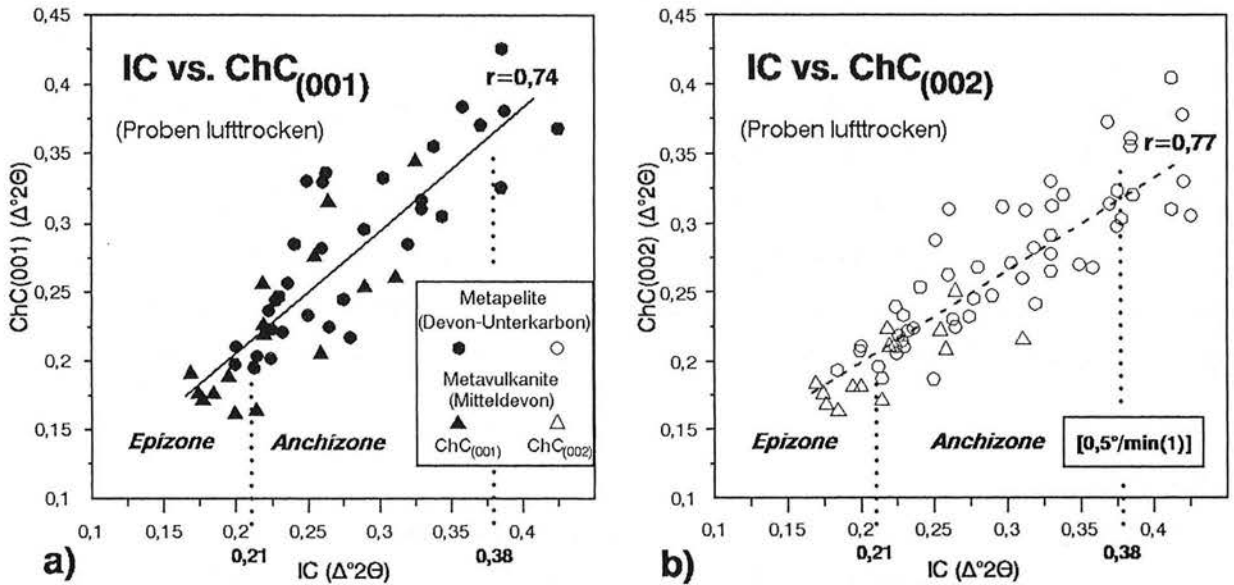 IC vs. ChC(001)
r=0,74
(Proben lufttrocken)
ChC(001) (Δ°2Θ)
0,45
0,4
0,35
0,3
0,25
0,2
0,15
0,1
Metapelite
(Devon-Unterkarbon)
Metavulkanite
(Mitteldevon)
ChC(001) ChC(002)
Epizone Anchizone
0,1 0,15 0,2 0,25 0,3 0,35 0,4
0,21 0,38
a) IC (Δ°2Θ)
IC vs. ChC(002)
(Proben lufttrocken)
r=0,77
ChC(002) (Δ°2Θ)
0,45
0,4
0,35
0,3
0,25
0,2
0,15
0,1
Epizone Anchizone
[0,5°/min(1)]
0,1 0,15 0,2 0,25 0,3 0,35 0,4
0,21 0,38
b) IC (Δ°2Θ)